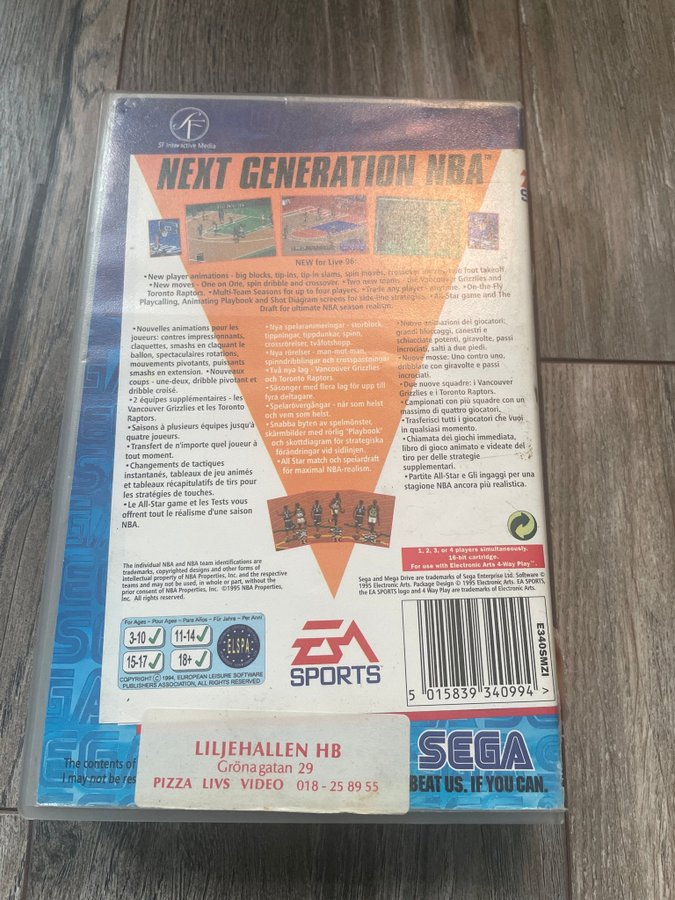 SF Interactive Media
NEXT GENERATION NBA™
NEW for Live 96:
•New player animations - big blocks, tip-ins, tip-in slams, spin moves, crossover moves, two foot takeoff.
•New moves - One on One, spin dribble and crossover. •Two new teams - the Vancouver Grizzlies and
Toronto Raptors. •Multi-Team Seasons for up to four players. •Trade any player - anytime. •On-the-Fly
Playcalling, Animating Playbook and Shot Diagram screens for side line strategies. •All-Star game and The
Draft for ultimate NBA season realism.
•Nouvelles animations pour les
joueurs: contres impressionnants,
claquettes, smashs en claquant le
ballon, spectaculaires rotations,
mouvements pivotants, puissants
smashs en extension. •Nouveaux
coups - une-deux, dribble pivotant et
dribble croisé.
•2 équipes supplémentaires - les
Vancouver Grizzlies et les Toronto
Raptors.
•Saisons à plusieurs équipes jusqu'à
quatre joueurs.
•Transfert de n'importe quel joueur à
tout moment.
•Changements de tactiques
instantanés, tableaux de jeu animés
et tableaux récapitulatifs de tirs pour
les stratégies de touches.
•Le All-Star game et les Tests vous
offrent tout le réalisme d'une saison
NBA.
•Nya spelaranimeringar - storblock,
tippningar, tippdunkar, spinn,
crossrörelser, tvåfotshopp.
•Nya rörelser - man-mot-man,
spinndribblingar och crosspassningar
•Två nya lag - Vancouver Grizzlies
och Toronto Raptors.
•Säsonger med flera lag för upp till
fyra deltagare.
•Spelarövergångar - när som helst
och vem som helst.
•Snabba byten av spelmönster,
skärmbilder med rörlig "Playbook"
och skottdiagram för strategiska
förändringar vid sidlinjen.
•All Star match och spelardraft
för maximal NBA-realism.
•Nuove animazioni dei giocatori:
grandi bloccaggi, canestri e
schiacciate potenti, giravolte, passi
incrociati, salti a due piedi.
•Nuove mosse: Uno contro uno,
dribblate con giravolte e passi
incrociati.
•Due nuove squadre: i Vancouver
Grizzlies e i Toronto Raptors.
•Campionati con più squadre con un
massimo di quattro giocatori.
•Trasferisci tutti i giocatori che vuoi
in qualsiasi momento.
•Chiamata dei giochi immediata,
libro di gioco animato e videate del
tiro per delle strategie
supplementari.
•Partite All-Star e Gli ingaggi per una
stagione NBA ancora più realistica.
1, 2, 3, or 4 players simultaneously.
16-bit cartridge.
For use with Electronic Arts 4-Way Play™.
The individual NBA and NBA team identifications are
trademarks, copyrighted designs and other forms of
intellectual property of NBA Properties, Inc. and the respective
teams and may not be used, in whole or part, without the
prior consent of NBA Properties, Inc. ©1995 NBA Properties,
Inc. All rights reserved.
Sega and Mega Drive are trademarks of Sega Enterprise Ltd. Software ©
1995 Electronic Arts. Package Design © 1995 Electronic Arts. EA SPORTS,
the EA SPORTS logo and 4 Way Play are trademarks of Electronic Arts.
For Ages - Pour Ages - Para Años - Für Jahre - Per Anni
3-10 11-14
15-17 18+
ELSPA
COPYRIGHT © 1994, EUROPEAN LEISURE SOFTWARE
PUBLISHERS ASSOCIATION, ALL RIGHTS RESERVED
EA
SPORTS
5 015839 340994 >
E340SMZI
LILJEHALLEN HB
Gröna gatan 29
PIZZA LIVS VIDEO 018 - 25 89 55
The contents of
may not be res
SEGA
BEAT US. IF YOU CAN.